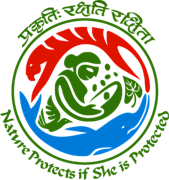 प्रकृतिः रक्षति रक्षिता
Nature Protects if She is Protected